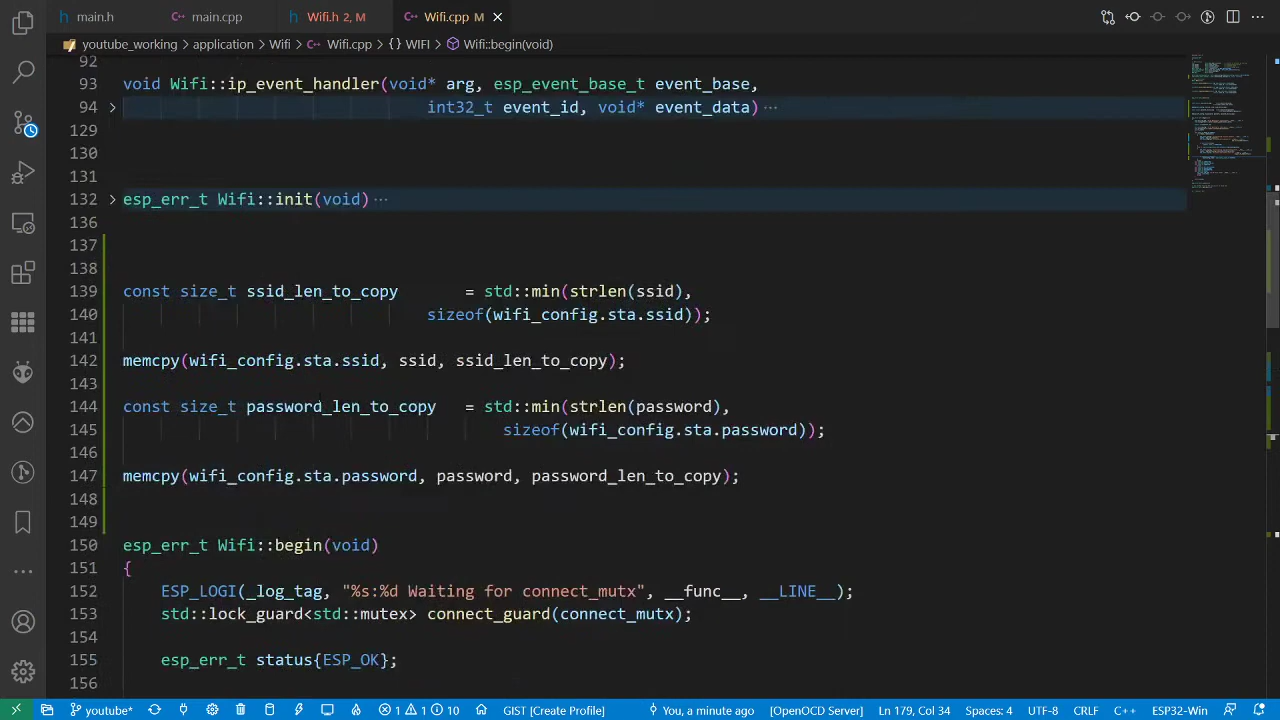 main.h main.cpp Wifi.h 2, M Wifi.cpp M
youtube_working > application > Wifi > Wifi.cpp > {} WIFI > Wifi::begin(void)
92
93 void Wifi::ip_event_handler(void* arg, esp_event_base_t event_base,
94 int32_t event_id, void* event_data) ···
129
130
131
132 esp_err_t Wifi::init(void) ···
136
137
138
139 const size_t ssid_len_to_copy = std::min(strlen(ssid),
140 sizeof(wifi_config.sta.ssid));
141
142 memcpy(wifi_config.sta.ssid, ssid, ssid_len_to_copy);
143
144 const size_t password_len_to_copy = std::min(strlen(password),
145 sizeof(wifi_config.sta.password));
146
147 memcpy(wifi_config.sta.password, password, password_len_to_copy);
148
149
150 esp_err_t Wifi::begin(void)
151 {
152 ESP_LOGI(_log_tag, "%s:%d Waiting for connect_mutx", __func__, __LINE__);
153 std::lock_guard<std::mutex> connect_guard(connect_mutx);
154
155 esp_err_t status{ESP_OK};
156
youtube* 1 1 10 GIST [Create Profile] You, a minute ago [OpenOCD Server] Ln 179, Col 34 Spaces: 4 UTF-8 CRLF C++ ESP32-Win